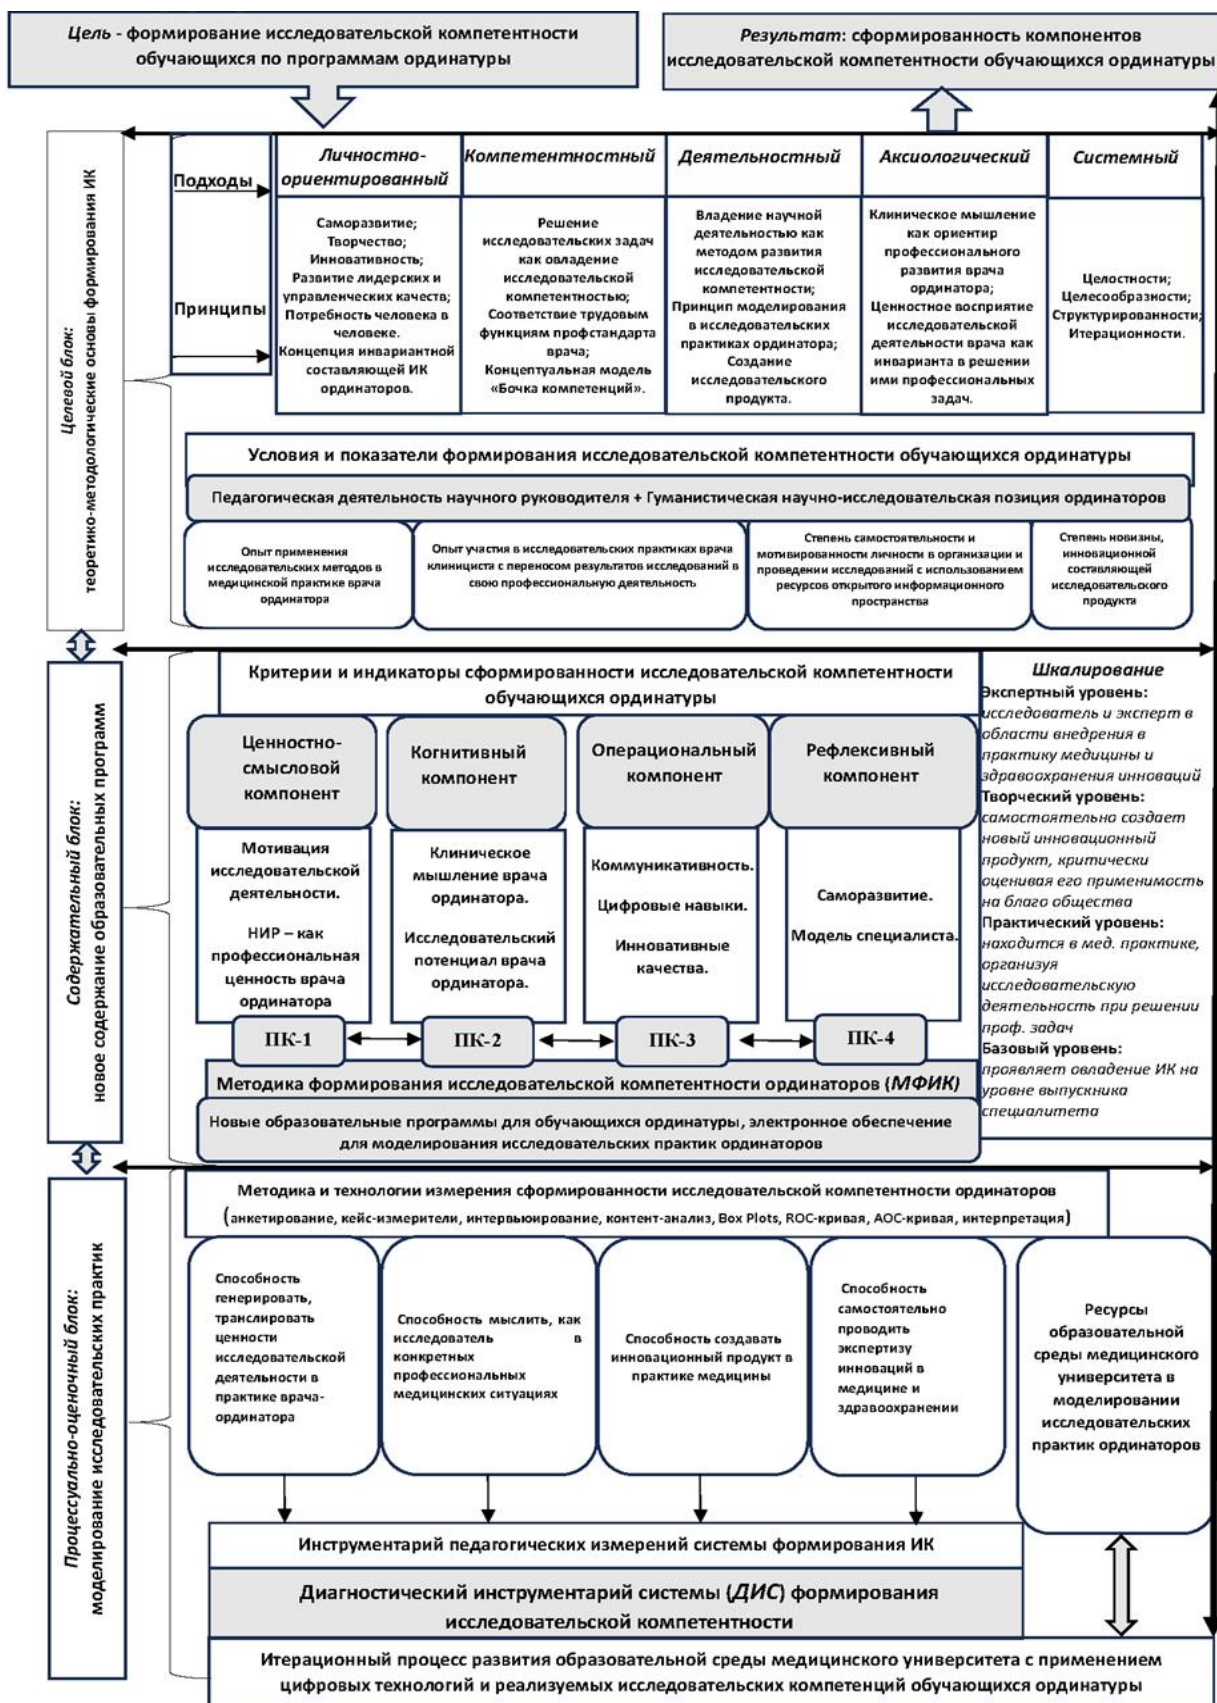 Цель - формирование исследовательской компетентности
обучающихся по программам ординатуры
Результат: сформированность компонентов
исследовательской компетентности обучающихся ординатуры
Целевой блок:
теоретико-методологические основы формирования ИК
Подходы
Принципы
Личностно-
ориентированный
Компетентностный
Деятельностный
Аксиологический
Системный
Саморазвитие;
Творчество;
Инновативность;
Развитие лидерских и
управленческих качеств;
Потребность человека в
человеке.
Концепция инвариантной
составляющей ИК
ординаторов.
Решение
исследовательских задач
как овладение
исследовательской
компетентностью;
Соответствие трудовым
функциям профстандарта
врача;
Концептуальная модель
«Бочка компетенций».
Владение научной
деятельностью как
методом развития
исследовательской
компетентности;
Принцип моделирования
в исследовательских
практиках ординатора;
Создание
исследовательского
продукта.
Клиническое мышление
как ориентир
профессионального
развития врача
ординатора;
Ценностное восприятие
исследовательской
деятельности врача как
инварианта в решении
ими профессиональных
задач.
Целостности;
Целесообразности;
Структурированности;
Итерационности.
Условия и показатели формирования исследовательской компетентности обучающихся ординатуры
Педагогическая деятельность научного руководителя + Гуманистическая научно-исследовательская позиция ординаторов
Опыт применения
исследовательских методов в
медицинской практике врача
ординатора
Опыт участия в исследовательских практиках врача
клинициста с переносом результатов исследований в
свою профессиональную деятельность
Степень самостоятельности и
мотивированности личности в организации и
проведении исследований с использованием
ресурсов открытого информационного
пространства
Степень новизны,
инновационной
составляющей
исследовательского
продукта
Содержательный блок:
новое содержание образовательных программ
Критерии и индикаторы сформированности исследовательской компетентности
обучающихся ординатуры
Ценностно-
смысловой
компонент
Когнитивный
компонент
Операциональный
компонент
Рефлексивный
компонент
Мотивация
исследовательской
деятельности.
НИР – как
профессиональная
ценность врача
ординатора
Клиническое
мышление врача
ординатора.
Исследовательский
потенциал врача
ординатора.
Коммуникативность.
Цифровые навыки.
Инновативные
качества.
Саморазвитие.
Модель специалиста.
ПК-1
ПК-2
ПК-3
ПК-4
Методика формирования исследовательской компетентности ординаторов (МФИК)
Новые образовательные программы для обучающихся ординатуры, электронное обеспечение
для моделирования исследовательских практик ординаторов
Шкалирование
Экспертный уровень:
исследователь и эксперт в
области внедрения в
практику медицины и
здравоохранения инноваций
Творческий уровень:
самостоятельно создает
новый инновационный
продукт, критически
оценивая его применимость
на благо общества
Практический уровень:
находится в мед. практике,
организуя
исследовательскую
деятельность при решении
проф. задач
Базовый уровень:
проявляет овладение ИК на
уровне выпускника
специалитета
Процессуально-оценочный блок:
моделирование исследовательских практик
Методика и технологии измерения сформированности исследовательской компетентности ординаторов
(анкетирование, кейс-измерители, интервьюирование, контент-анализ, Box Plots, ROC-кривая, АОС-кривая, интерпретация)
Способность
генерировать,
транслировать
ценности
исследовательской
деятельности в
практике врача-
ординатора
Способность мыслить, как
исследователь в
конкретных
профессиональных
медицинских ситуациях
Способность создавать
инновационный продукт в
практике медицины
Способность
самостоятельно
проводить
экспертизу
инноваций в
медицине и
здравоохранении
Ресурсы
образовательной
среды медицинского
университета в
моделировании
исследовательских
практик ординаторов
Инструментарий педагогических измерений системы формирования ИК
Диагностический инструментарий системы (ДИС) формирования
исследовательской компетентности
Итерационный процесс развития образовательной среды медицинского университета с применением
цифровых технологий и реализуемых исследовательских компетенций обучающихся ординатуры